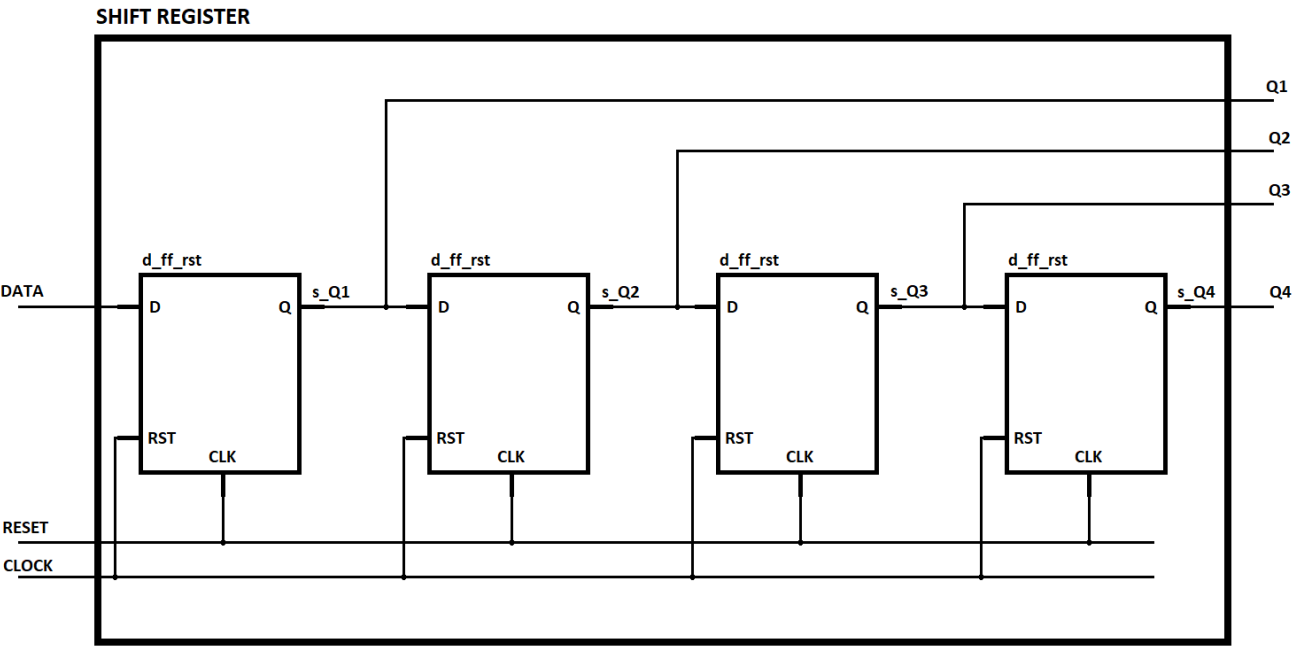 SHIFT REGISTER
Q1
Q2
Q3
d_ff_rst d_ff_rst d_ff_rst d_ff_rst
DATA D Q s_Q1 D Q s_Q2 D Q s_Q3 D Q s_Q4 Q4
RST RST RST RST
CLK CLK CLK CLK
RESET
CLOCK